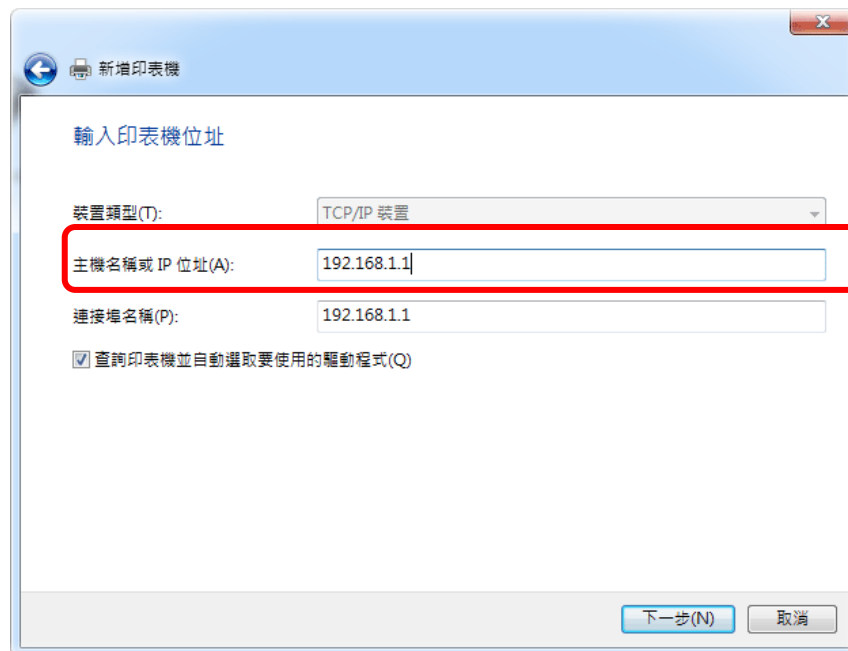 新增印表機
輸入印表機位址
裝置類型(T): TCP/IP 裝置
主機名稱或 IP 位址(A): 192.168.1.1
連接埠名稱(P): 192.168.1.1
查詢印表機並自動選取要使用的驅動程式(Q)
下一步(N) 取消